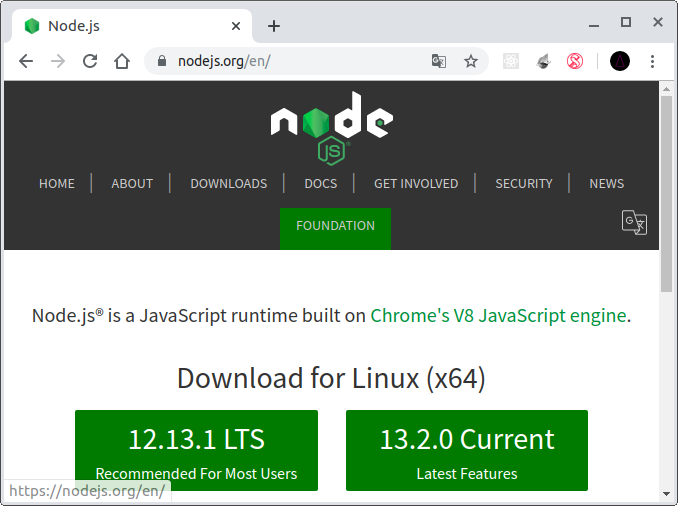 Node.js
nodejs.org/en/
node
JS
HOME | ABOUT | DOWNLOADS | DOCS | GET INVOLVED | SECURITY | NEWS
FOUNDATION
Node.js® is a JavaScript runtime built on Chrome's V8 JavaScript engine.
Download for Linux (x64)
12.13.1 LTS
Recommended For Most Users
13.2.0 Current
Latest Features
https://nodejs.org/en/